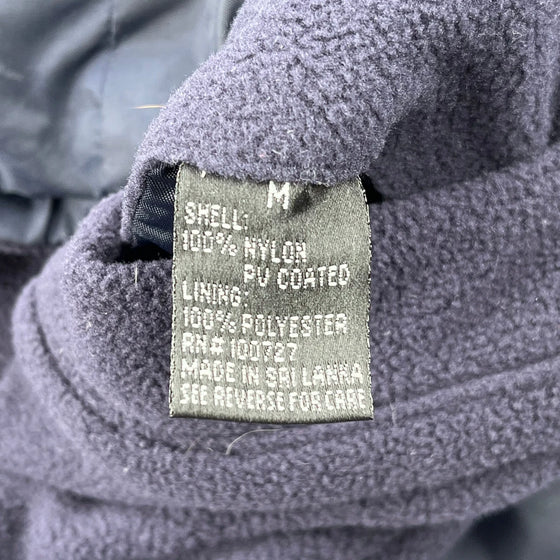 M
SHELL:
100% NYLON
PU COATED
LINING:
100% POLYESTER
RN# 100727
MADE IN SRI LANKA
SEE REVERSE FOR CARE